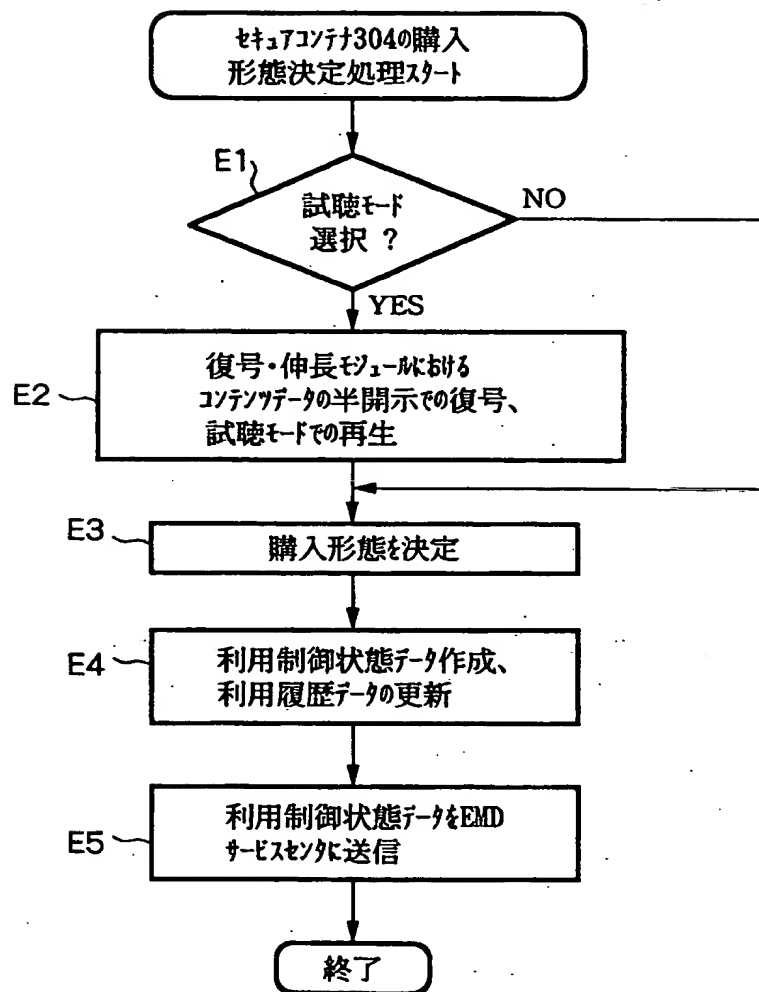 セキュアコンテナ304の購入
形態決定処理スタート
E1
試聴モード
選択 ?
NO
YES
E2
復号・伸長モジュールにおける
コンテンツデータの半開示での復号、
試聴モードでの再生
E3
購入形態を決定
E4
利用制御状態データ作成、
利用履歴データの更新
E5
利用制御状態データをEMD
サービスセンタに送信
終了